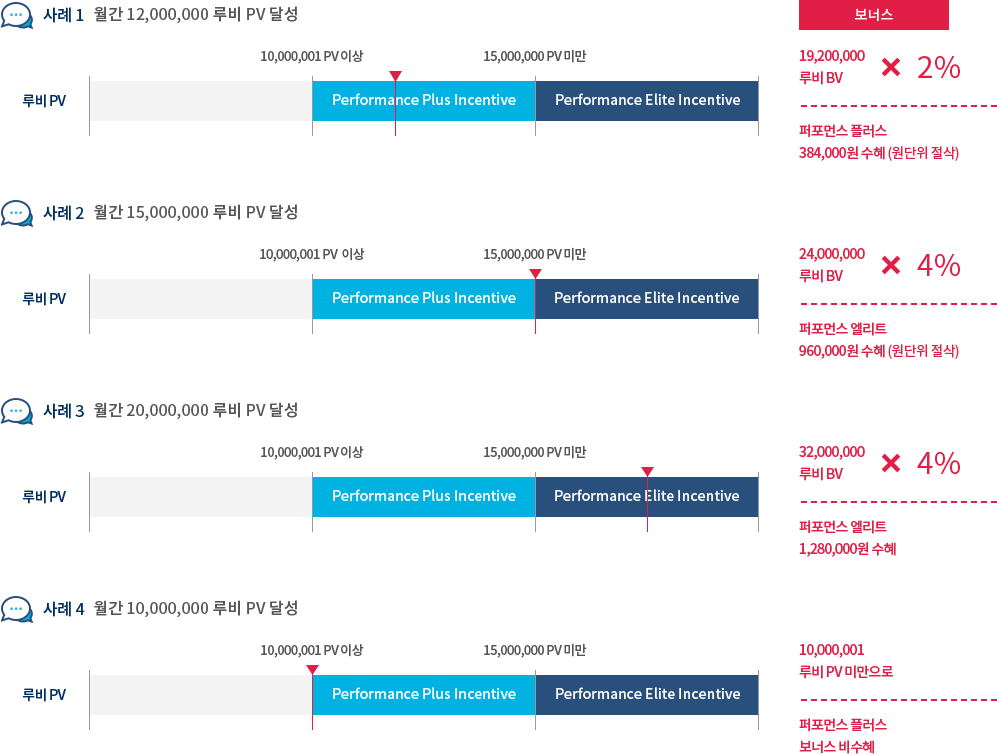 사례 1 월간 12,000,000 루비 PV 달성
보너스
10,000,001 PV 이상 15,000,000 PV 미만
루비 PV Performance Plus Incentive Performance Elite Incentive
19,200,000
루비 BV × 2%
퍼포먼스 플러스
384,000원 수혜 (원단위 절삭)
사례 2 월간 15,000,000 루비 PV 달성
10,000,001 PV 이상 15,000,000 PV 미만
루비 PV Performance Plus Incentive Performance Elite Incentive
24,000,000
루비 BV × 4%
퍼포먼스 엘리트
960,000원 수혜 (원단위 절삭)
사례 3 월간 20,000,000 루비 PV 달성
10,000,001 PV 이상 15,000,000 PV 미만
루비 PV Performance Plus Incentive Performance Elite Incentive
32,000,000
루비 BV × 4%
퍼포먼스 엘리트
1,280,000원 수혜
사례 4 월간 10,000,000 루비 PV 달성
10,000,001 PV 이상 15,000,000 PV 미만
루비 PV Performance Plus Incentive Performance Elite Incentive
10,000,001
루비 PV 미만으로
퍼포먼스 플러스
보너스 비수혜